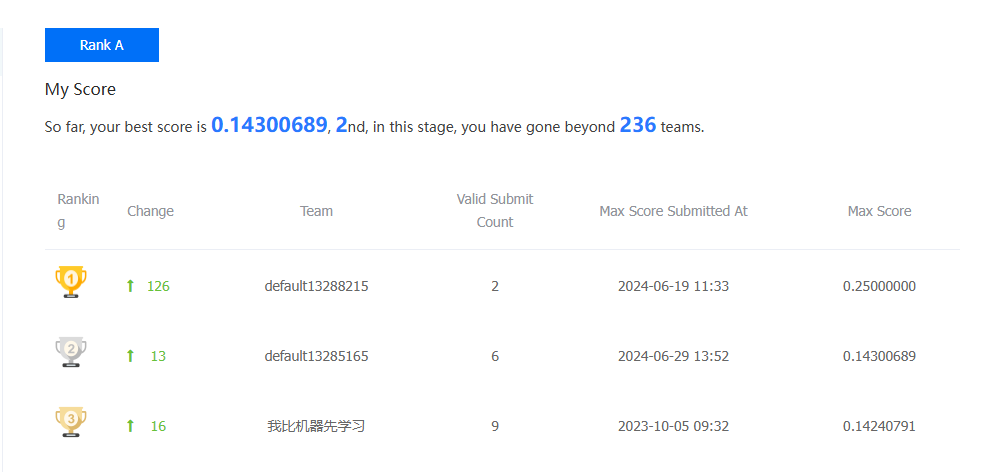 Rank A
My Score
So far, your best score is 0.14300689, 2nd, in this stage, you have gone beyond 236 teams.
Rankin
g
Change
Team
Valid Submit
Count
Max Score Submitted At
Max Score
1 126 default13288215 2 2024-06-19 11:33 0.25000000
2 13 default13285165 6 2024-06-29 13:52 0.14300689
3 16 我比机器先学习 9 2023-10-05 09:32 0.14240791